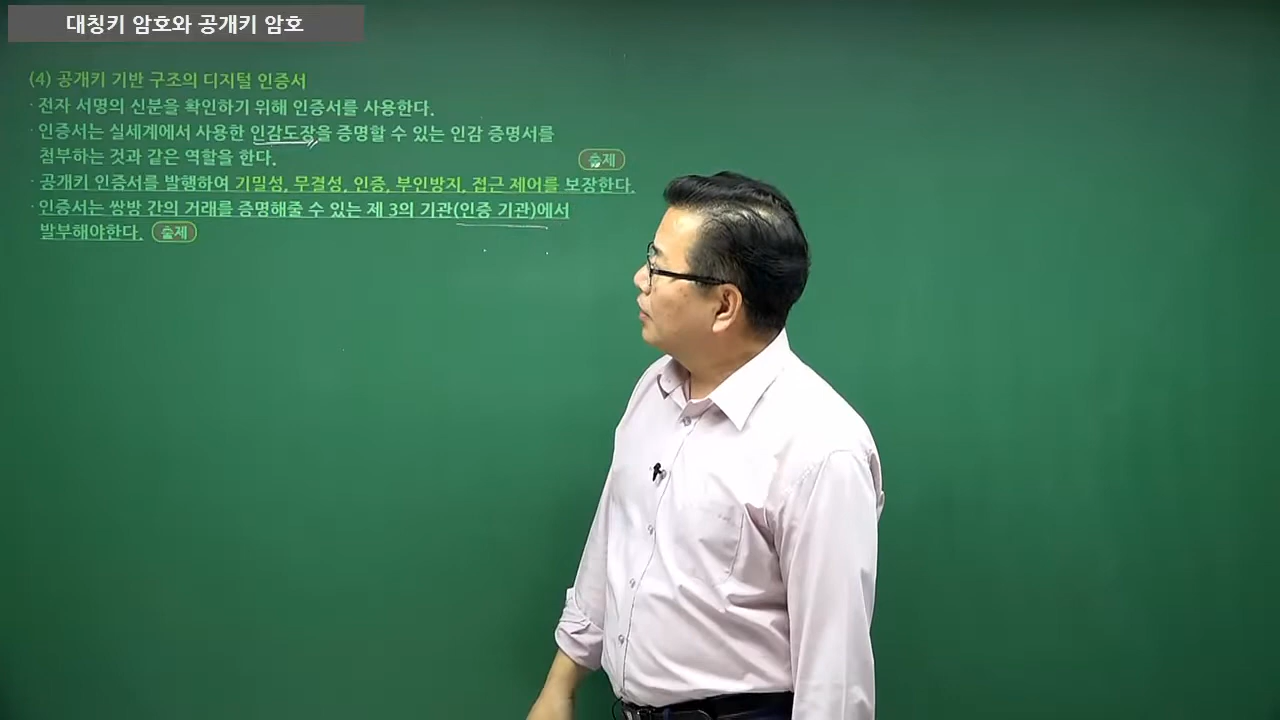 대칭키 암호와 공개키 암호
(4) 공개키 기반 구조의 디지털 인증서
· 전자 서명의 신분을 확인하기 위해 인증서를 사용한다.
· 인증서는 실세계에서 사용한 인감도장을 증명할 수 있는 인감 증명서를
첨부하는 것과 같은 역할을 한다.
출제
· 공개키 인증서를 발행하여 기밀성, 무결성, 인증, 부인방지, 접근 제어를 보장한다.
· 인증서는 쌍방 간의 거래를 증명해줄 수 있는 제 3의 기관(인증 기관)에서
발부해야한다. 출제